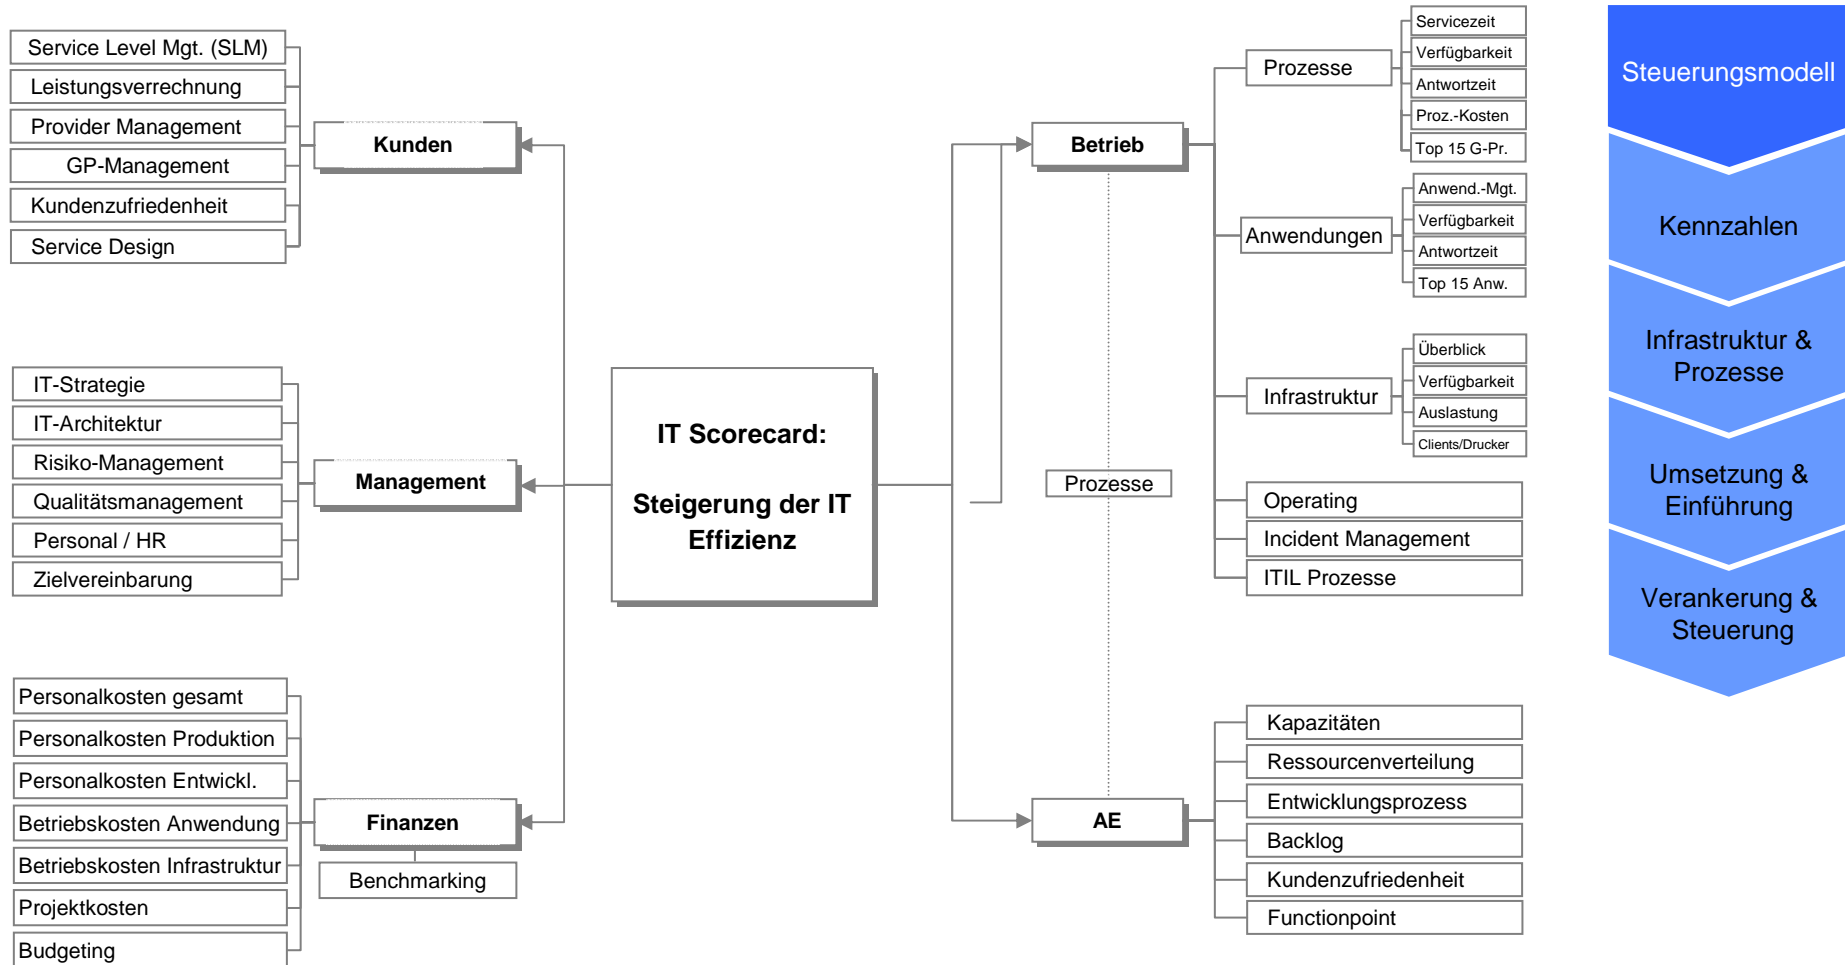 Service Level Mgt. (SLM)
Leistungsverrechnung
Provider Management
GP-Management
Kundenzufriedenheit
Service Design
Kunden
IT-Strategie
IT-Architektur
Risiko-Management
Qualitätsmanagement
Personal / HR
Zielvereinbarung
Management
Personalkosten gesamt
Personalkosten Produktion
Personalkosten Entwickl.
Betriebskosten Anwendung
Betriebskosten Infrastruktur
Projektkosten
Budgeting
Finanzen
Benchmarking
IT Scorecard:
Steigerung der IT
Effizienz
Betrieb
Prozesse
AE
Prozesse
Servicezeit
Verfügbarkeit
Antwortzeit
Proz.-Kosten
Top 15 G-Pr.
Anwendungen
Anwend.-Mgt.
Verfügbarkeit
Antwortzeit
Top 15 Anw.
Infrastruktur
Überblick
Verfügbarkeit
Auslastung
Clients/Drucker
Operating
Incident Management
ITIL Prozesse
Kapazitäten
Ressourcenverteilung
Entwicklungsprozess
Backlog
Kundenzufriedenheit
Functionpoint
Steuerungsmodell
Kennzahlen
Infrastruktur &
Prozesse
Umsetzung &
Einführung
Verankerung &
Steuerung